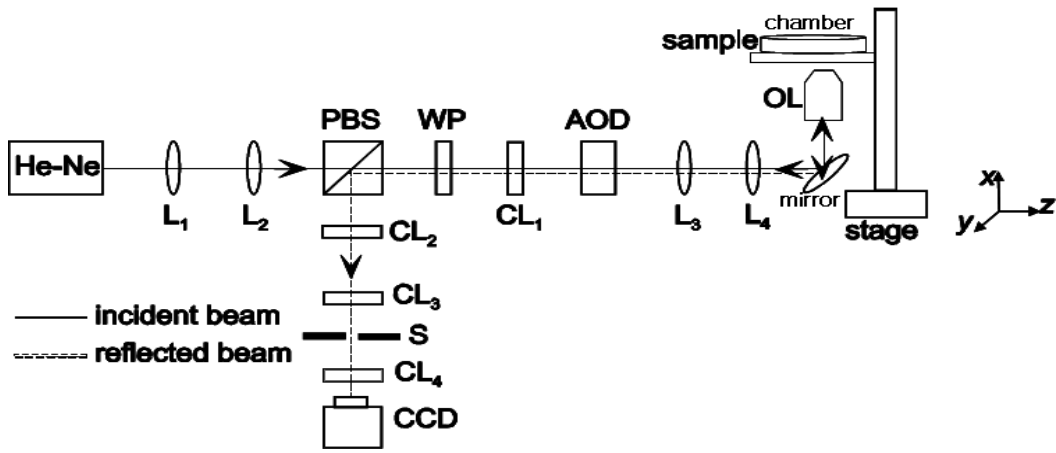 chamber
sample
OL
PBS WP AOD
He-Ne
L1 L2 CL1 L3 L4 mirror
x
y z
stage
CL2
CL3
incident beam
S
reflected beam
CL4
CCD